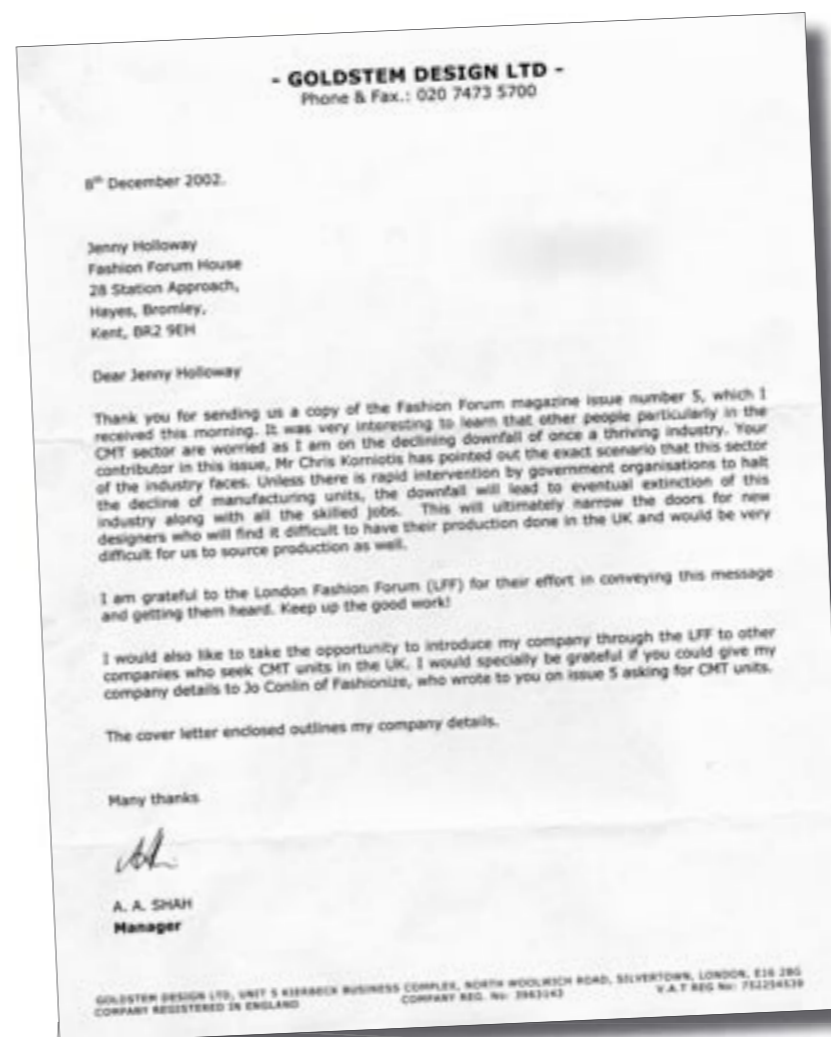 - GOLDSTEM DESIGN LTD -
Phone & Fax.: 020 7473 5700
8th December 2002.
Jenny Holloway
Fashion Forum House
28 Station Approach,
Hayes, Bromley,
Kent, BR2 9EH
Dear Jenny Holloway
Thank you for sending us a copy of the Fashion Forum magazine issue number 5, which I
received this morning. It was very interesting to learn that other people particularly in the
CMT sector are worried as I am on the declining downfall of once a thriving industry. Your
contributor in this issue, Mr Chris Korniotis has pointed out the exact scenario that this sector
of the industry faces. Unless there is rapid intervention by government organisations to halt
the decline of manufacturing units, the downfall will lead to eventual extinction of this
industry along with all the skilled jobs. This will ultimately narrow the doors for new
designers who will find it difficult to have their production done in the UK and would be very
difficult for us to source production as well.
I am grateful to the London Fashion Forum (LFF) for their effort in conveying this message
and getting them heard. Keep up the good work!
I would also like to take the opportunity to introduce my company through the LFF to other
companies who seek CMT units in the UK. I would specially be grateful if you could give my
company details to Jo Conlin of Fashionize, who wrote to you on issue 5 asking for CMT units.
The cover letter enclosed outlines my company details.
Many thanks
A. A. SHAH
Manager
GOLDSTEM DESIGN LTD, UNIT 5 KIERBECK BUSINESS COMPLEX, NORTH WOOLWICH ROAD, SILVERTOWN, LONDON, E16 2BG
COMPANY REGISTERED IN ENGLAND COMPANY REG. No: 3963143 V.A.T REG No: 752254539